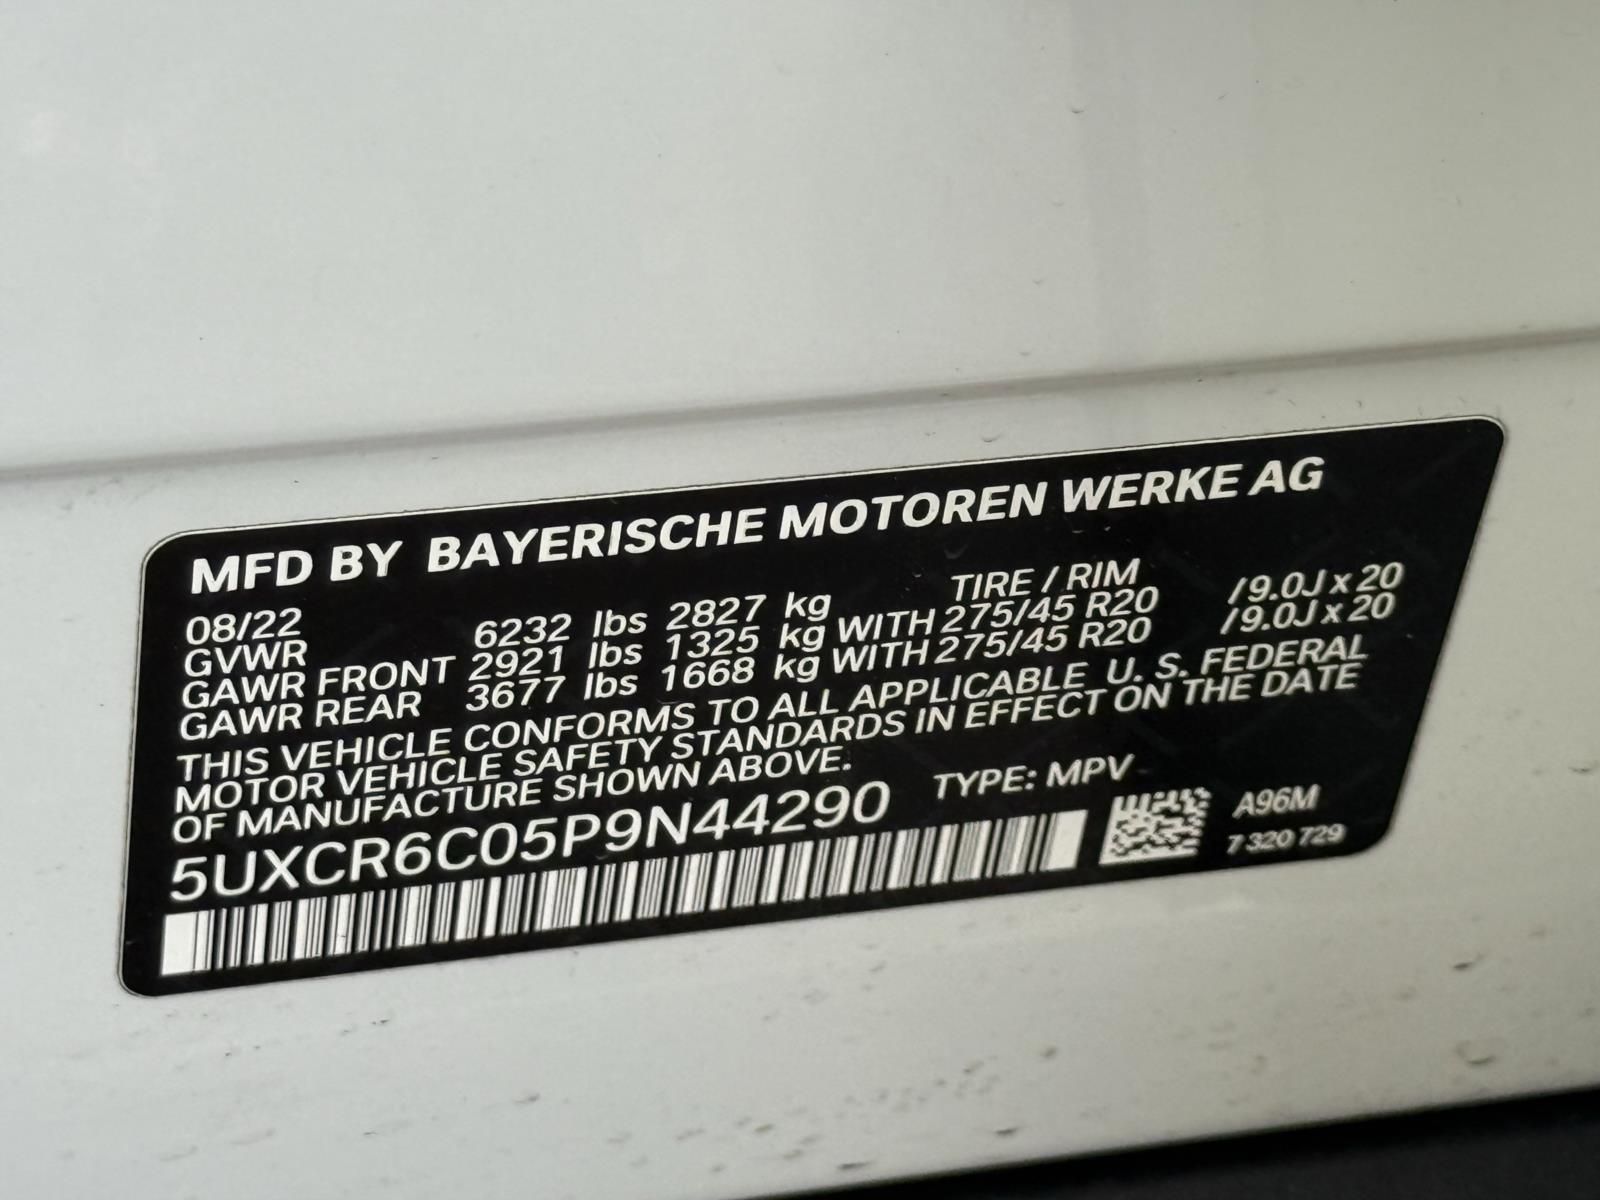 MFD BY BAYERISCHE MOTOREN WERKE AG
08/22 TIRE / RIM
GVWR 6232 lbs 2827 kg
GAWR FRONT 2921 lbs 1325 kg WITH 275/45 R20 /9.0J x 20
GAWR REAR 3677 lbs 1668 kg WITH 275/45 R20 /9.0J x 20
THIS VEHICLE CONFORMS TO ALL APPLICABLE U. S. FEDERAL
MOTOR VEHICLE SAFETY STANDARDS IN EFFECT ON THE DATE
OF MANUFACTURE SHOWN ABOVE.
5UXCR6C05P9N44290 TYPE: MPV
A96M
7 320 729